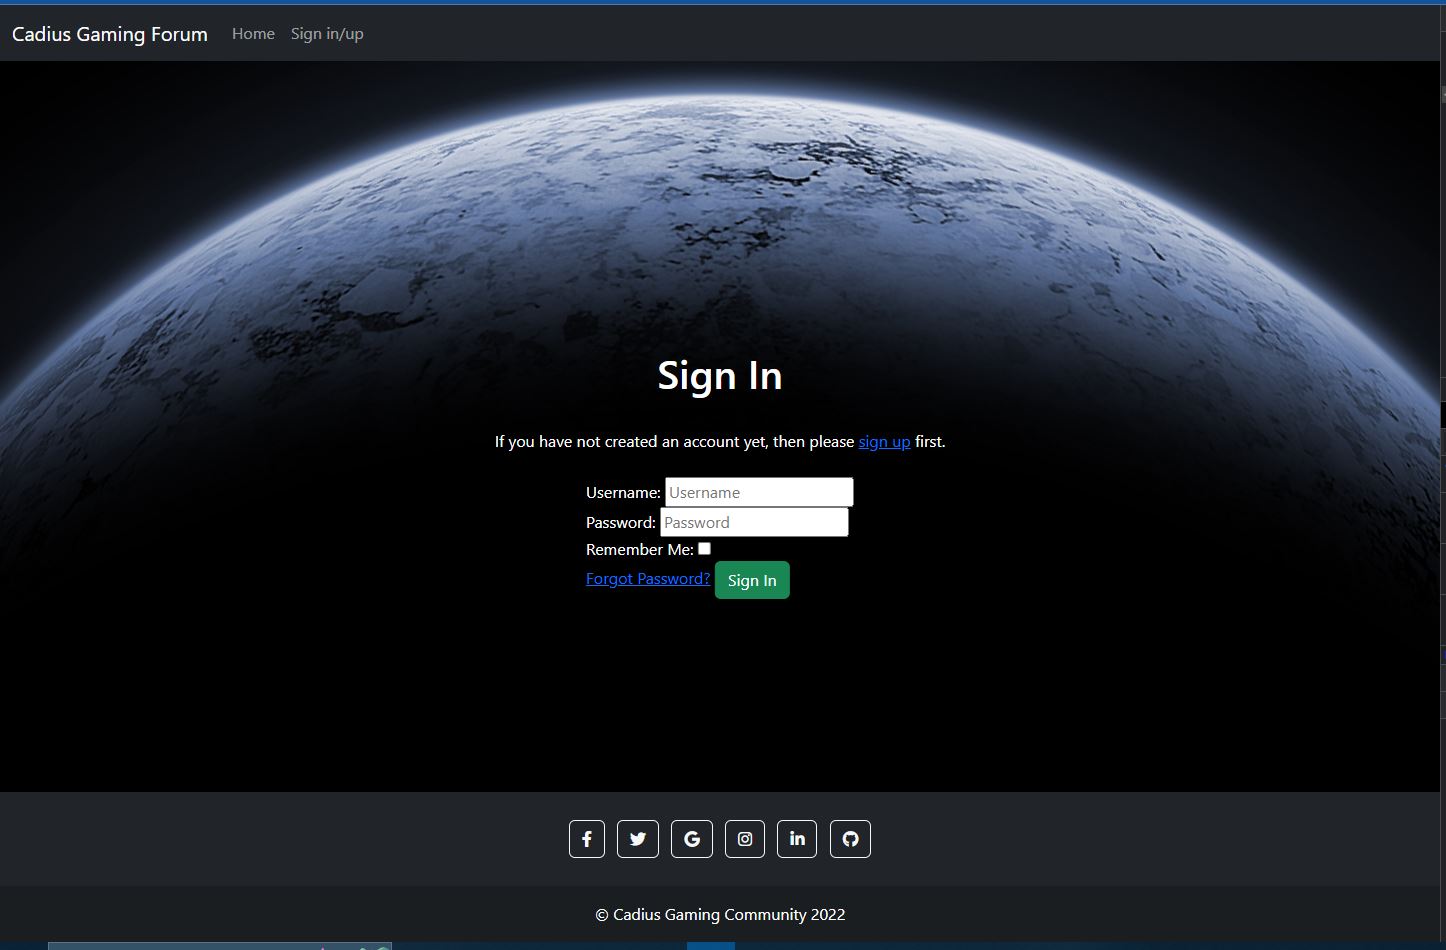 Cadius Gaming Forum Home Sign in/up
Sign In
If you have not created an account yet, then please sign up first.
Username: Username
Password: Password
Remember Me:
Forgot Password? Sign In
© Cadius Gaming Community 2022